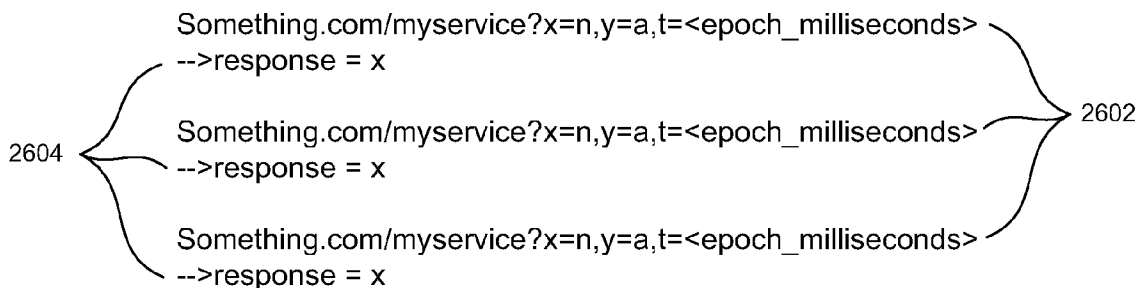 Something.com/myservice?x=n,y=a,t=<epoch_milliseconds>
-->response = x
Something.com/myservice?x=n,y=a,t=<epoch_milliseconds>
2604
2602
-->response = x
Something.com/myservice?x=n,y=a,t=<epoch_milliseconds>
-->response = x